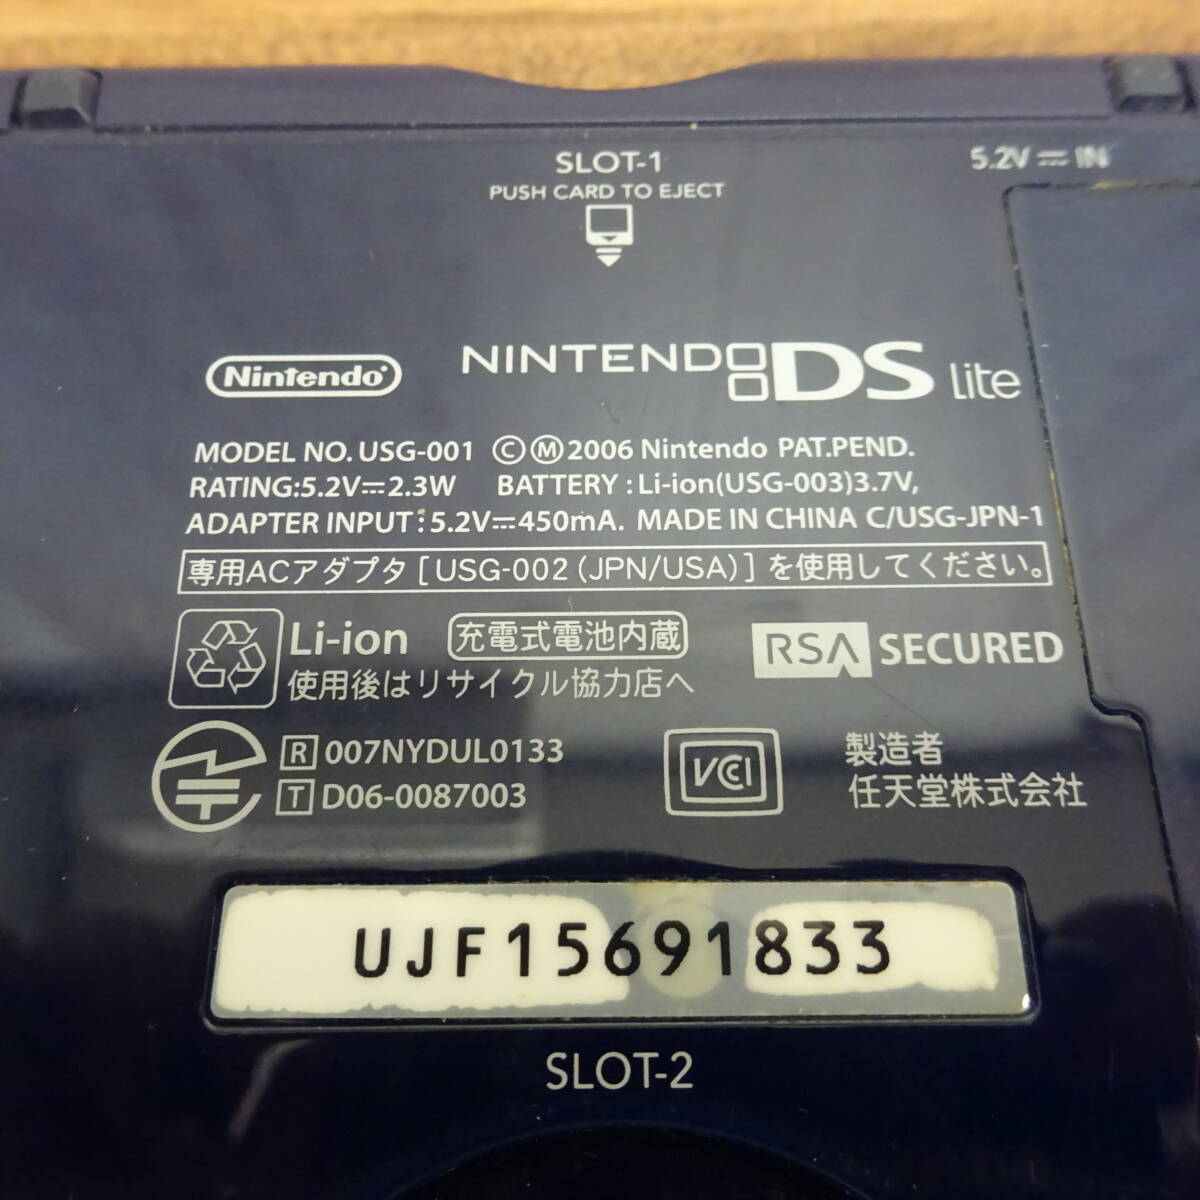 SLOT-1
5.2V⎓IN
PUSH CARD TO EJECT
Nintendo
NINTENDO DS Lite
MODEL NO. USG-001 ⒸⓂ2006 Nintendo PAT.PEND.
RATING:5.2V⎓2.3W BATTERY : Li-ion(USG-003)3.7V,
ADAPTER INPUT : 5.2V⎓450mA. MADE IN CHINA C/USG-JPN-1
専用ACアダプタ [USG-002 (JPN/USA)] を使用してください。
Li-ion 充電式電池内蔵
使用後はリサイクル協力店へ
RSA SECURED
R 007NYDUL0133
T D06-0087003
VCCI
製造者
任天堂株式会社
UJF15691833
SLOT-2